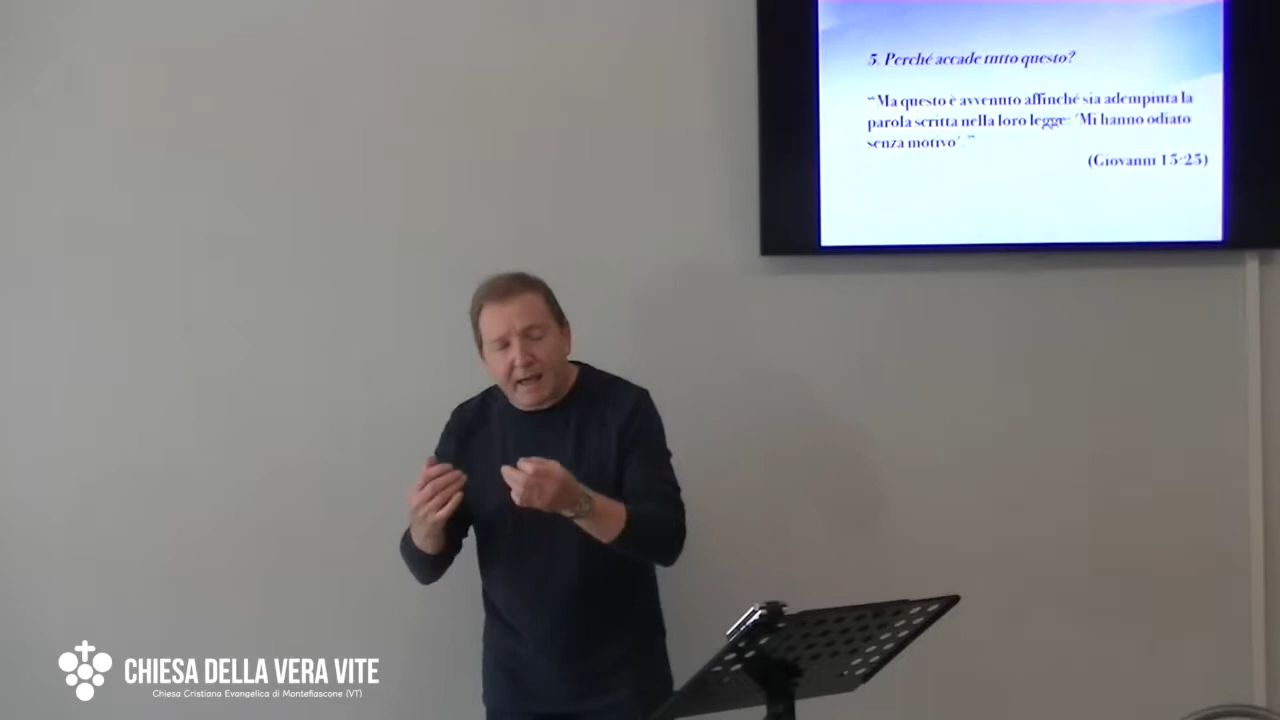 5. Perché accade tutto questo?
“Ma questo è avvenuto affinché sia adempiuta la
parola scritta nella loro legge: ‘Mi hanno odiato
senza motivo’.”
(Giovanni 15:25)
CHIESA DELLA VERA VITE
Chiesa Cristiana Evangelica di Montefiascone (VT)